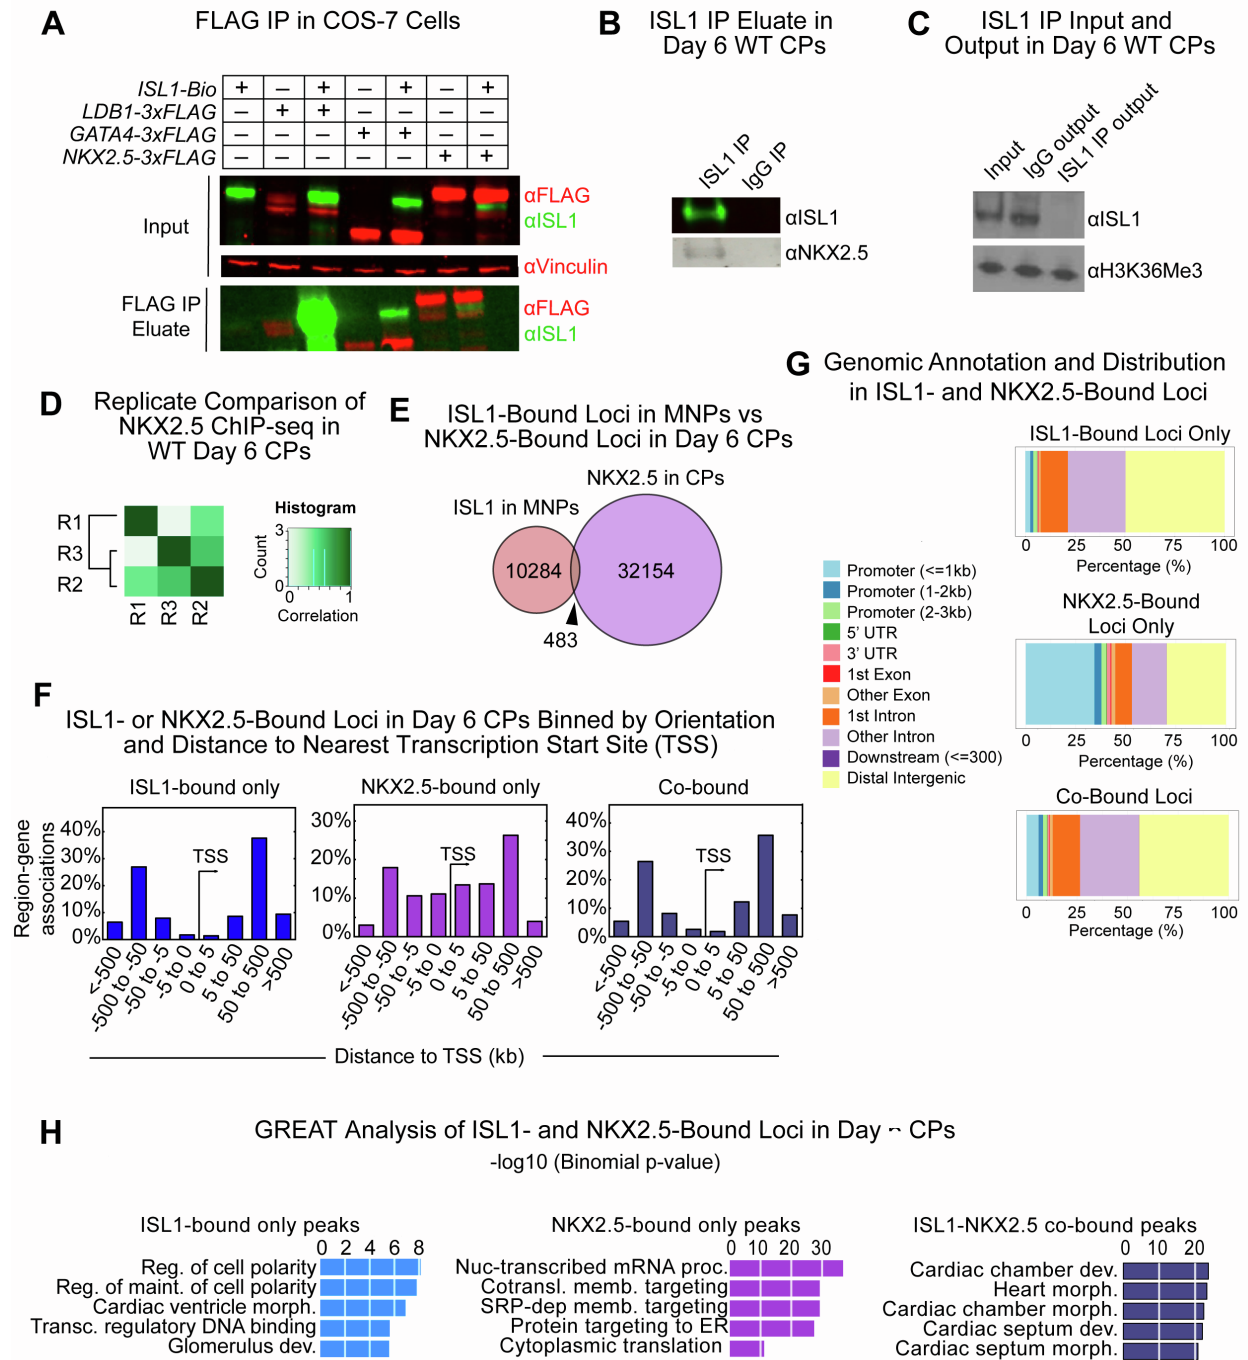 A
FLAG IP in COS-7 Cells
ISL1-Bio + – + – + – +
LDB1-3xFLAG – + + – – – –
GATA4-3xFLAG – – – + + – –
NKX2.5-3xFLAG – – – – – + +
Input
αFLAG
αISL1
αVinculin
FLAG IP
Eluate
αFLAG
αISL1
B
ISL1 IP Eluate in
Day 6 WT CPs
ISL1 IP
IgG IP
αISL1
αNKX2.5
C
ISL1 IP Input and
Output in Day 6 WT CPs
Input
IgG output
ISL1 IP output
αISL1
αH3K36Me3
D
Replicate Comparison of
NKX2.5 ChIP-seq in
WT Day 6 CPs
R1
R3
R2
R1 R3 R2
Histogram
Count
3
0
0 1
Correlation
E
ISL1-Bound Loci in MNPs vs
NKX2.5-Bound Loci in Day 6 CPs
NKX2.5 in CPs
ISL1 in MNPs
10284
32154
483
F
ISL1- or NKX2.5-Bound Loci in Day 6 CPs Binned by Orientation
and Distance to Nearest Transcription Start Site (TSS)
Region-gene
associations
ISL1-bound only
40%
30%
20%
10%
0%
TSS
<-500
-500 to -50
-50 to -5
-5 to 0
0 to 5
5 to 50
50 to 500
>500
NKX2.5-bound only
30%
20%
10%
0%
TSS
<-500
-500 to -50
-50 to -5
-5 to 0
0 to 5
5 to 50
50 to 500
>500
Co-bound
40%
30%
20%
10%
0%
TSS
<-500
-500 to -50
-50 to -5
-5 to 0
0 to 5
5 to 50
50 to 500
>500
Distance to TSS (kb)
G
Genomic Annotation and Distribution
in ISL1- and NKX2.5-Bound Loci
Promoter (<=1kb)
Promoter (1-2kb)
Promoter (2-3kb)
5' UTR
3' UTR
1st Exon
Other Exon
1st Intron
Other Intron
Downstream (<=300)
Distal Intergenic
ISL1-Bound Loci Only
0 25 50 75 100
Percentage (%)
NKX2.5-Bound
Loci Only
0 25 50 75 100
Percentage (%)
Co-Bound Loci
0 25 50 75 100
Percentage (%)
H
GREAT Analysis of ISL1- and NKX2.5-Bound Loci in Day CPs
-log10 (Binomial p-value)
ISL1-bound only peaks
0 2 4 6 8
Reg. of cell polarity
Reg. of maint. of cell polarity
Cardiac ventricle morph.
Transc. regulatory DNA binding
Glomerulus dev.
NKX2.5-bound only peaks
0 10 20 30
Nuc-transcribed mRNA proc.
Cotransl. memb. targeting
SRP-dep memb. targeting
Protein targeting to ER
Cytoplasmic translation
ISL1-NKX2.5 co-bound peaks
0 10 20
Cardiac chamber dev.
Heart morph.
Cardiac chamber morph.
Cardiac septum dev.
Cardiac septum morph.